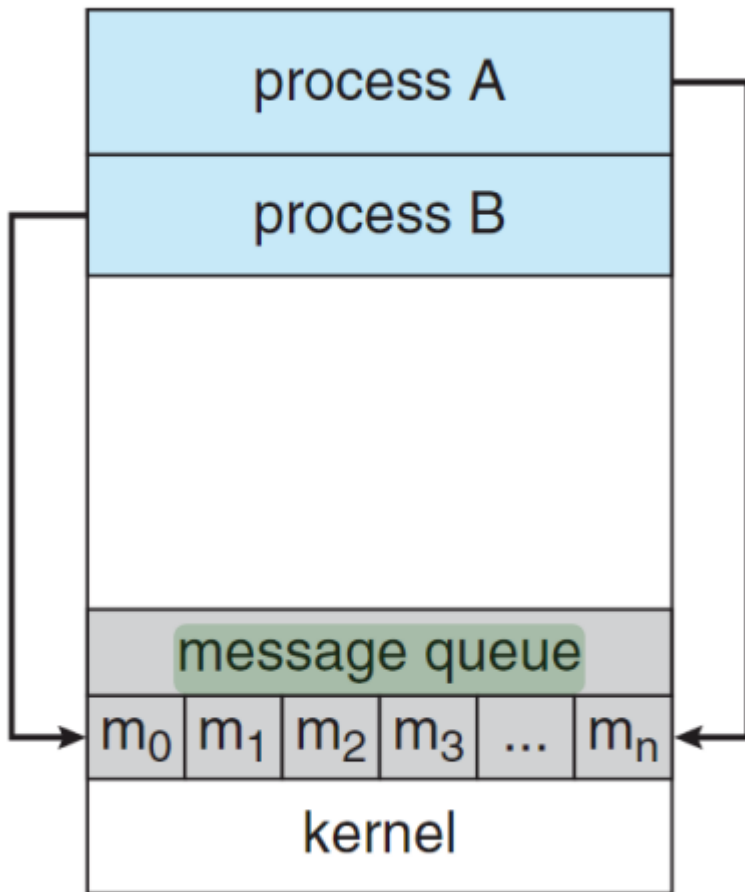 process A
process B
message queue
m0 m1 m2 m3 ... mn
kernel